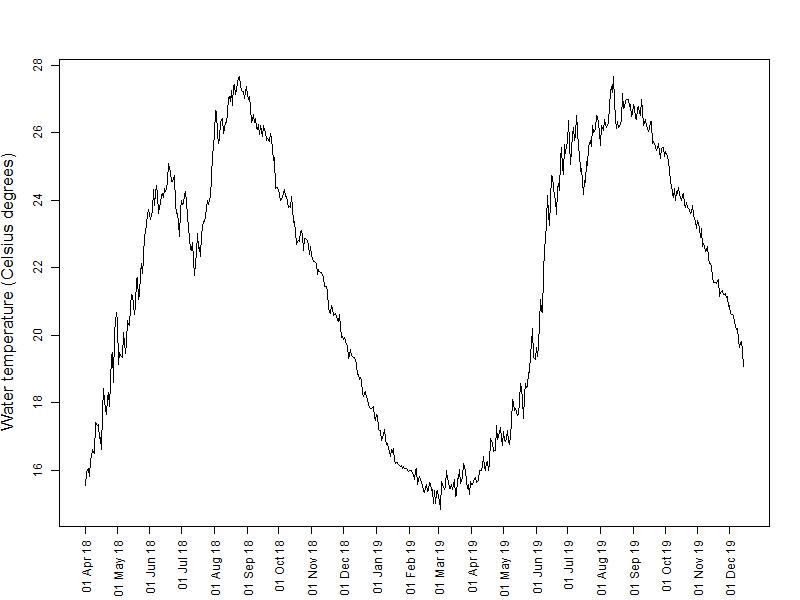 Water temperature (Celsius degrees)
28
26
24
22
20
18
16
01 Apr 18
01 May 18
01 Jun 18
01 Jul 18
01 Aug 18
01 Sep 18
01 Oct 18
01 Nov 18
01 Dec 18
01 Jan 19
01 Feb 19
01 Mar 19
01 Apr 19
01 May 19
01 Jun 19
01 Jul 19
01 Aug 19
01 Sep 19
01 Oct 19
01 Nov 19
01 Dec 19